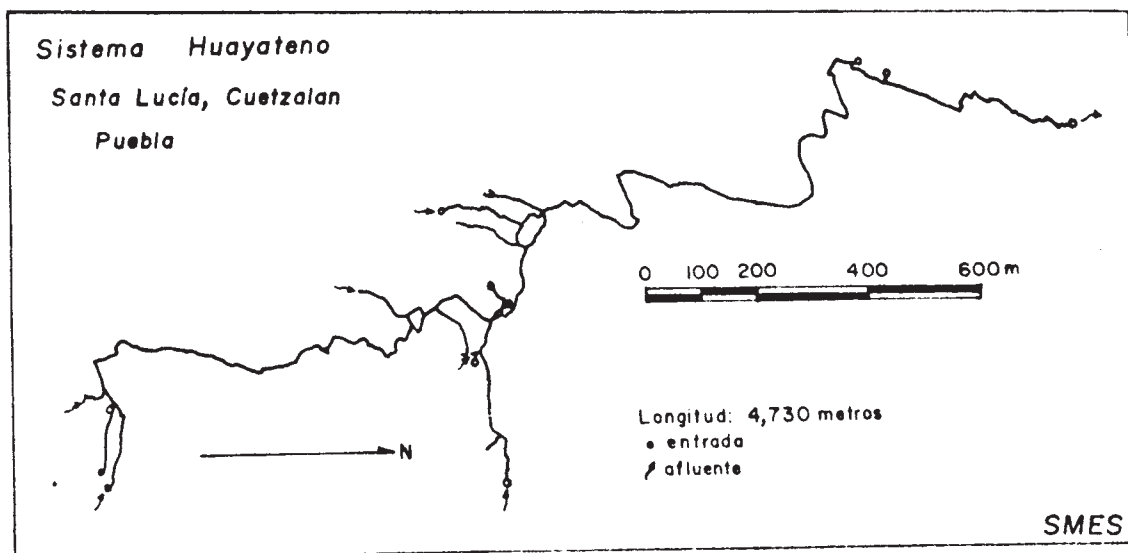 Sistema Huayateno
Santa Lucía, Cuetzalan
Puebla
0 100 200 400 600 m
Longitud: 4,730 metros
entrada
afluente
N
SMES